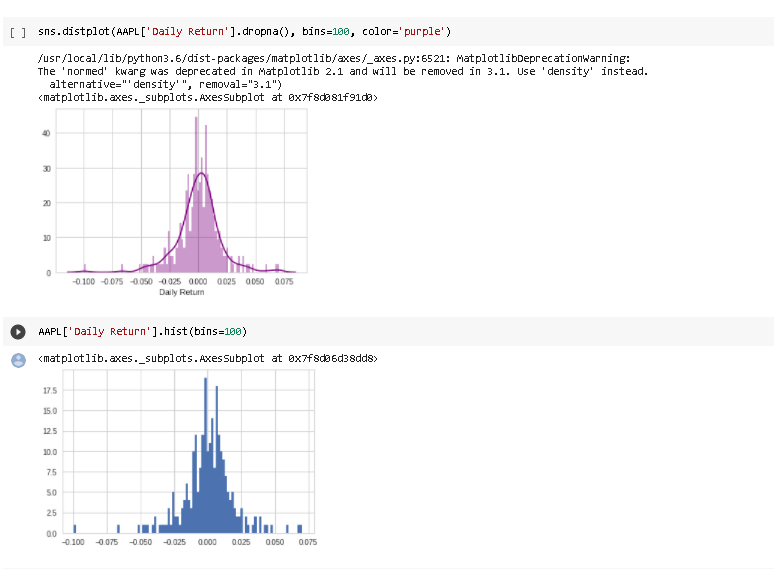 [ ] sns.distplot(AAPL['Daily Return'].dropna(), bins=100, color='purple')
/usr/local/lib/python3.6/dist-packages/matplotlib/axes/_axes.py:6521: MatplotlibDeprecationWarning:
The 'normed' kwarg was deprecated in Matplotlib 2.1 and will be removed in 3.1. Use 'density' instead.
alternative="'density'", removal="3.1")
<matplotlib.axes._subplots.AxesSubplot at 0x7f8d081f91d0>
40
30
20
10
0
-0.100 -0.075 -0.050 -0.025 0.000 0.025 0.050 0.075
Daily Return
AAPL['Daily Return'].hist(bins=100)
<matplotlib.axes._subplots.AxesSubplot at 0x7f8d06d38dd8>
17.5
15.0
12.5
10.0
7.5
5.0
2.5
0.0
-0.100 -0.075 -0.050 -0.025 0.000 0.025 0.050 0.075